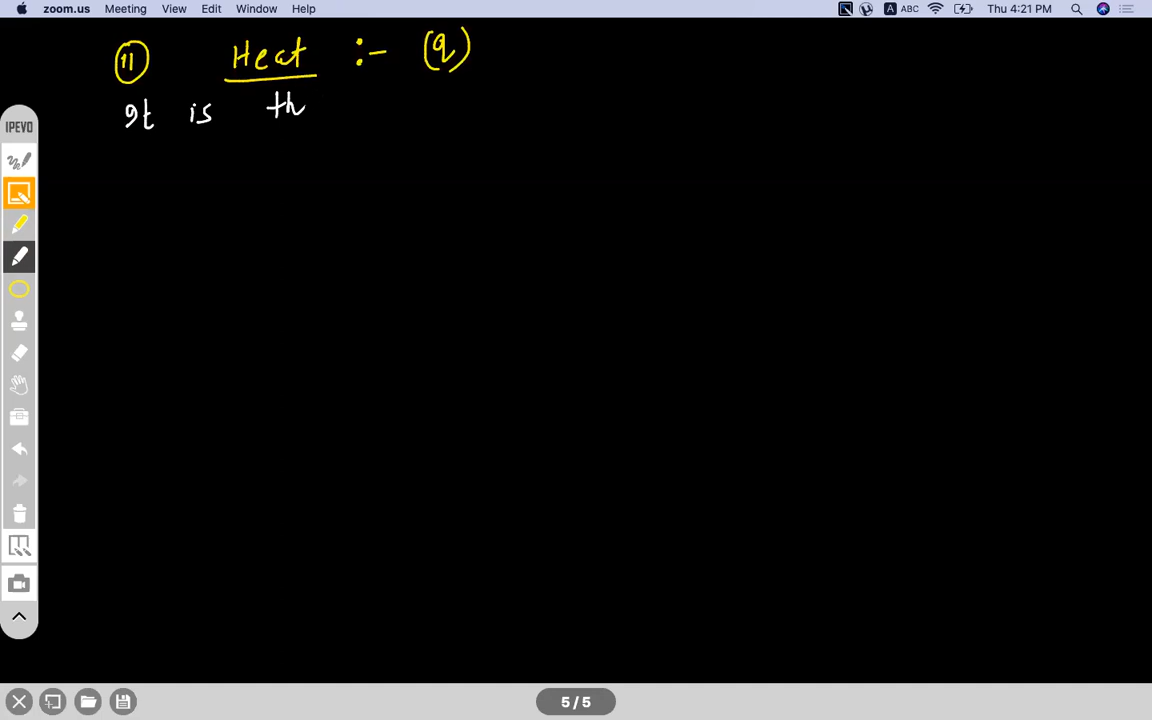 zoom.us Meeting View Edit Window Help A ABC Thu 4:21 PM
11 Heat :- (q)
It is th
IPEVO
5 / 5